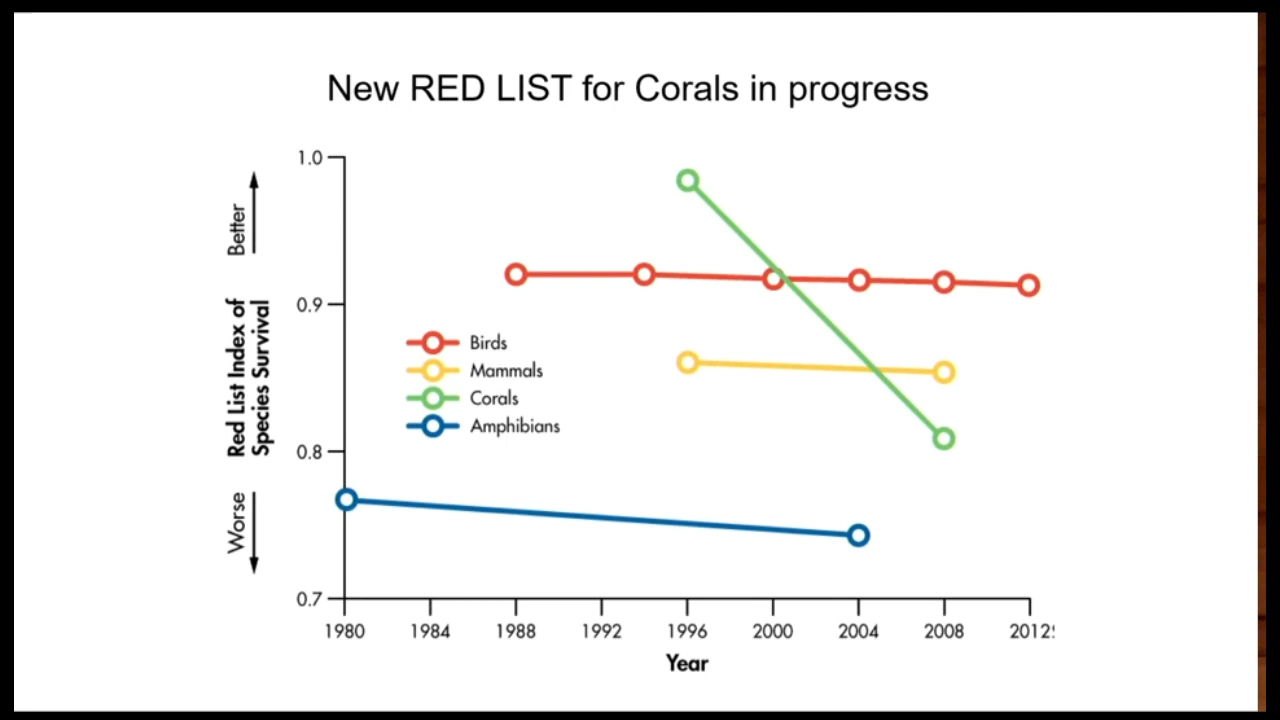 New RED LIST for Corals in progress
1.0
0.9
0.8
0.7
Better
Red List Index of
Species Survival
Worse
Birds
Mammals
Corals
Amphibians
1980 1984 1988 1992 1996 2000 2004 2008 2012
Year